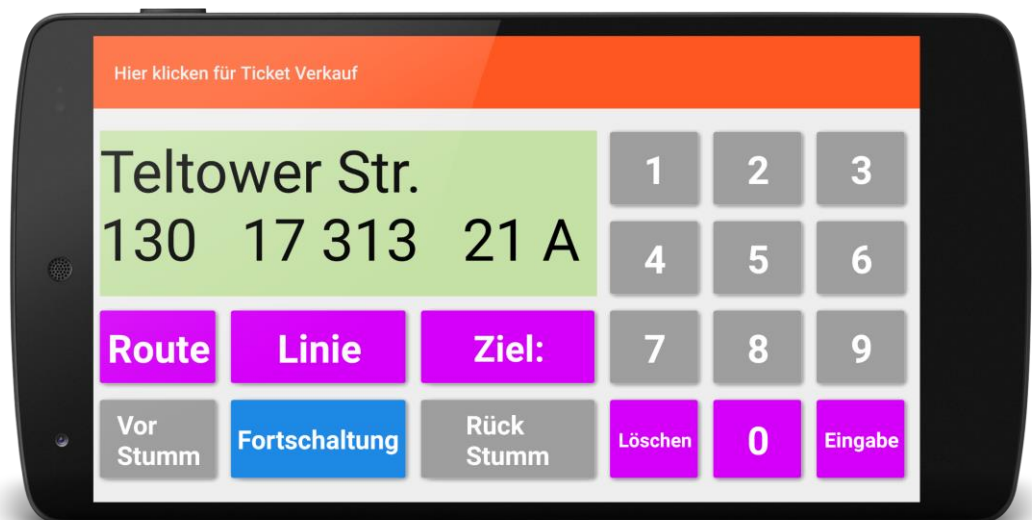 Hier klicken für Ticket Verkauf
Teltower Str.
130 17 313 21 A
1 2 3
4 5 6
Route Linie Ziel: 7 8 9
Vor
Stumm
Fortschaltung
Rück
Stumm
Löschen 0 Eingabe